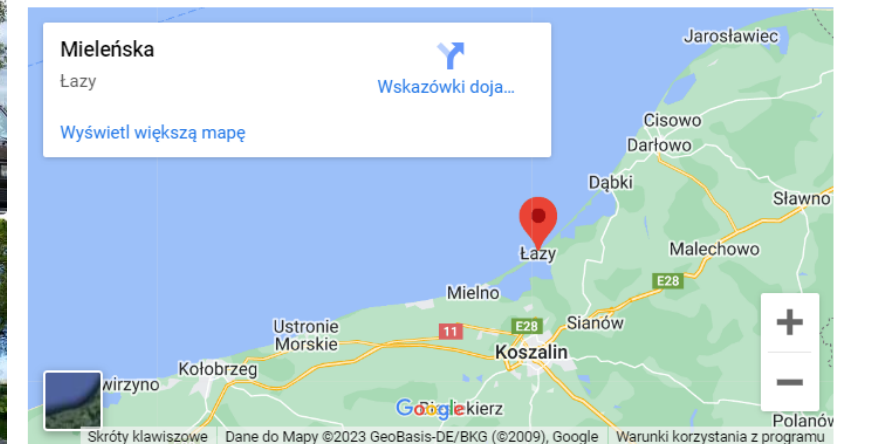 Mieleńska
Łazy
Wskazówki doja...
Wyświetl większą mapę
Jarosławiec
Cisowo
Darłowo
Dąbki
Sławno
Łazy
Malechowo
E28
Mielno
Ustronie
Morskie
11
E28
Sianów
Koszalin
Kołobrzeg
wirzyno
Google
ekierz
Polanów
Skróty klawiszowe Dane do Mapy ©2023 GeoBasis-DE/BKG (©2009), Google Warunki korzystania z programu